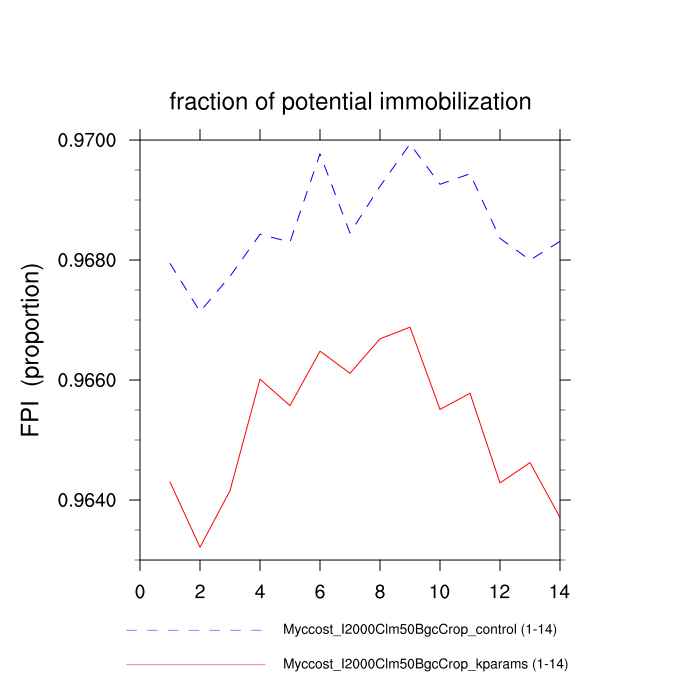 fraction of potential immobilization
0.9700
0.9680
0.9660
0.9640
FPI (proportion)
0 2 4 6 8 10 12 14
Myccost_I2000Clm50BgcCrop_control (1-14)
Myccost_I2000Clm50BgcCrop_kparams (1-14)